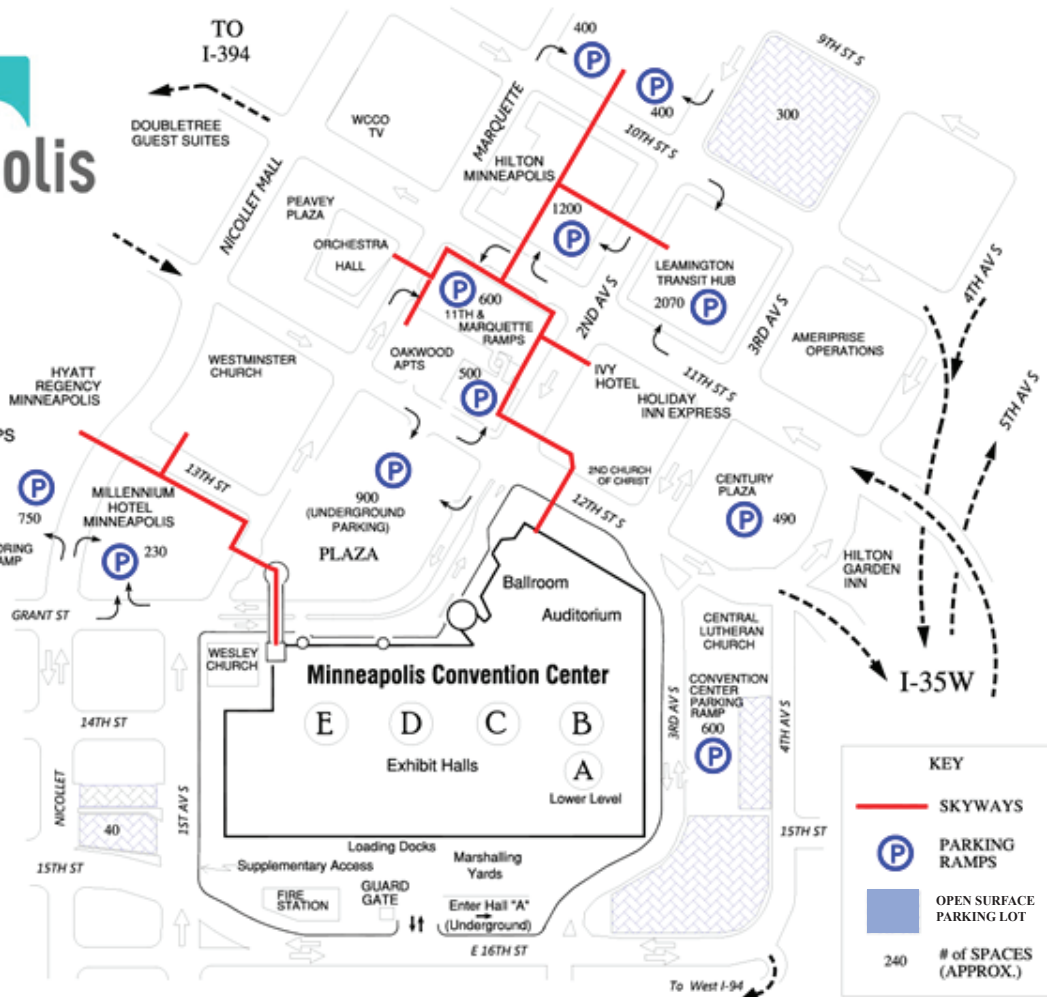 TO
I-394
400
P
P
400
9TH ST S
300
olis
DOUBLETREE
GUEST SUITES
WCCO
TV
MARQUETTE
10TH ST S
HILTON
MINNEAPOLIS
NICOLLET MALL
PEAVEY
PLAZA
1200
P
ORCHESTRA
HALL
LEAMINGTON
TRANSIT HUB
2070 P
4TH AV S
P 600
11TH &
MARQUETTE
RAMPS
2ND AV S
3RD AV S
AMERIPRISE
OPERATIONS
WESTMINSTER
CHURCH
OAKWOOD
APTS
500
P
IVY
HOTEL
HOLIDAY
INN EXPRESS
11TH ST S
5TH AV S
HYATT
REGENCY
MINNEAPOLIS
PS
P
750
13TH ST
MILLENNIUM
HOTEL
MINNEAPOLIS
P 230
P
900
(UNDERGROUND
PARKING)
PLAZA
2ND CHURCH
OF CHRIST
12TH ST S
CENTURY
PLAZA
P 490
ORING
AMP
HILTON
GARDEN
INN
GRANT ST
Ballroom
Auditorium
CENTRAL
LUTHERAN
CHURCH
WESLEY
CHURCH
Minneapolis Convention Center
I-35W
CONVENTION
CENTER
PARKING
RAMP
600
P
E D C B
A
Exhibit Halls
Lower Level
3RD AV S
4TH AV S
14TH ST
NICOLLET
1ST AV S
40
15TH ST
15TH ST
Loading Docks
Supplementary Access
Marshalling
Yards
FIRE
STATION
GUARD
GATE
Enter Hall "A"
(Underground)
E 16TH ST
To West I-94
KEY
SKYWAYS
P PARKING
RAMPS
OPEN SURFACE
PARKING LOT
240 # of SPACES
(APPROX.)